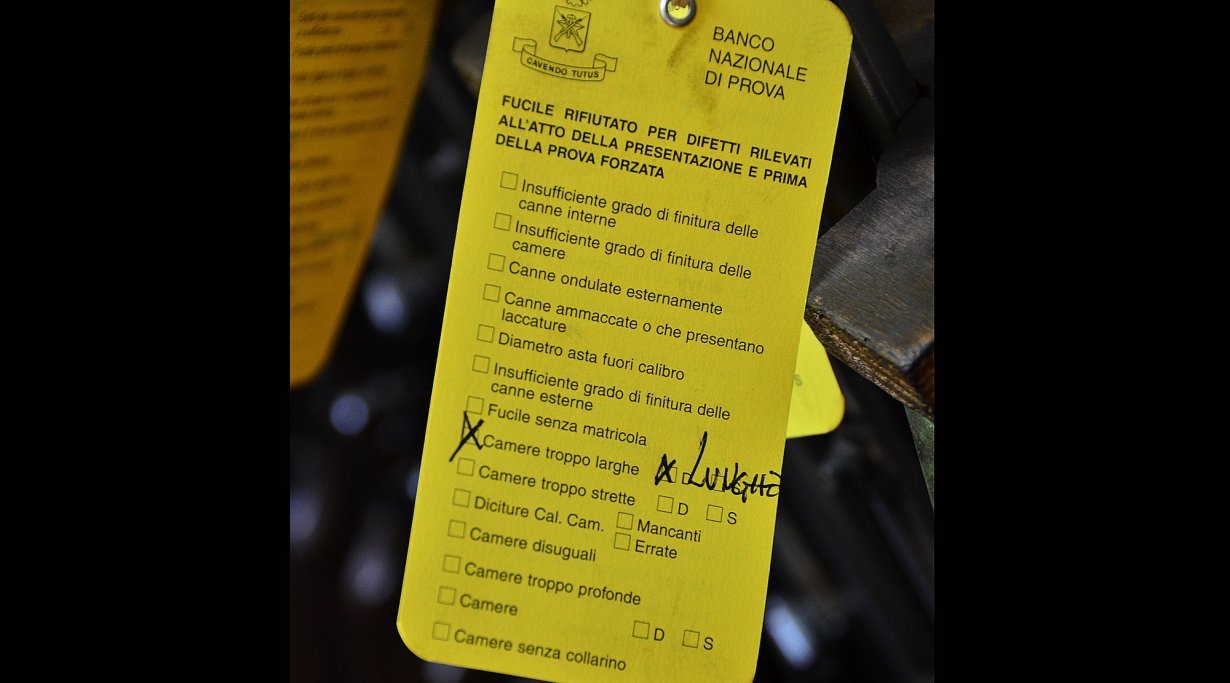 CAVENDO TUTUS
BANCO
NAZIONALE
DI PROVA
FUCILE RIFIUTATO PER DIFETTI RILEVATI
ALL'ATTO DELLA PRESENTAZIONE E PRIMA
DELLA PROVA FORZATA
Insufficiente grado di finitura delle
canne interne
Insufficiente grado di finitura delle
camere
Canne ondulate esternamente
Canne ammaccate o che presentano
laccature
Diametro asta fuori calibro
Insufficiente grado di finitura delle
canne esterne
Fucile senza matricola
X Camere troppo larghe X D LUNGHE
Camere troppo strette D S
Diciture Cal. Cam. Mancanti
Errate
Camere disuguali
Camere troppo profonde
Camere D S
Camere senza collarino